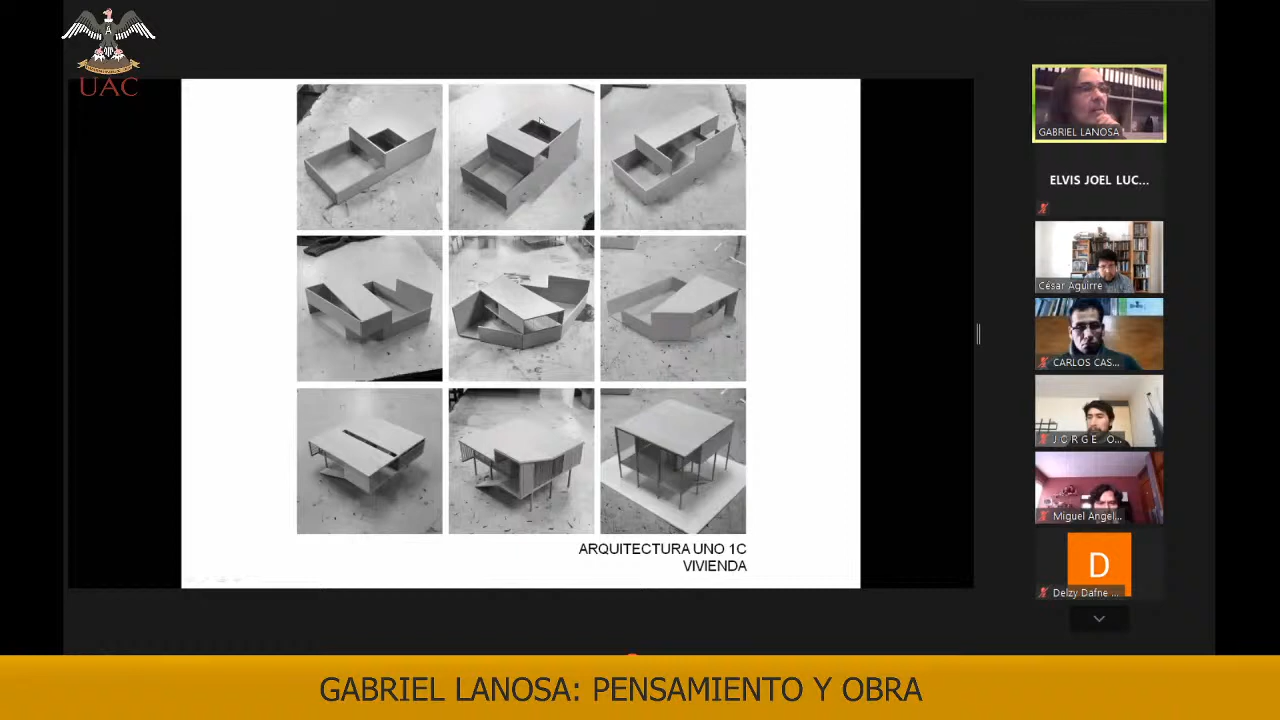 UAC
GABRIEL LANOSA
ELVIS JOEL LUC...
César Aguirre
CARLOS CAS...
J O R G E O...
Miguel Angel...
D
Delzy Dafne ...
ARQUITECTURA UNO 1C
VIVIENDA
GABRIEL LANOSA: PENSAMIENTO Y OBRA